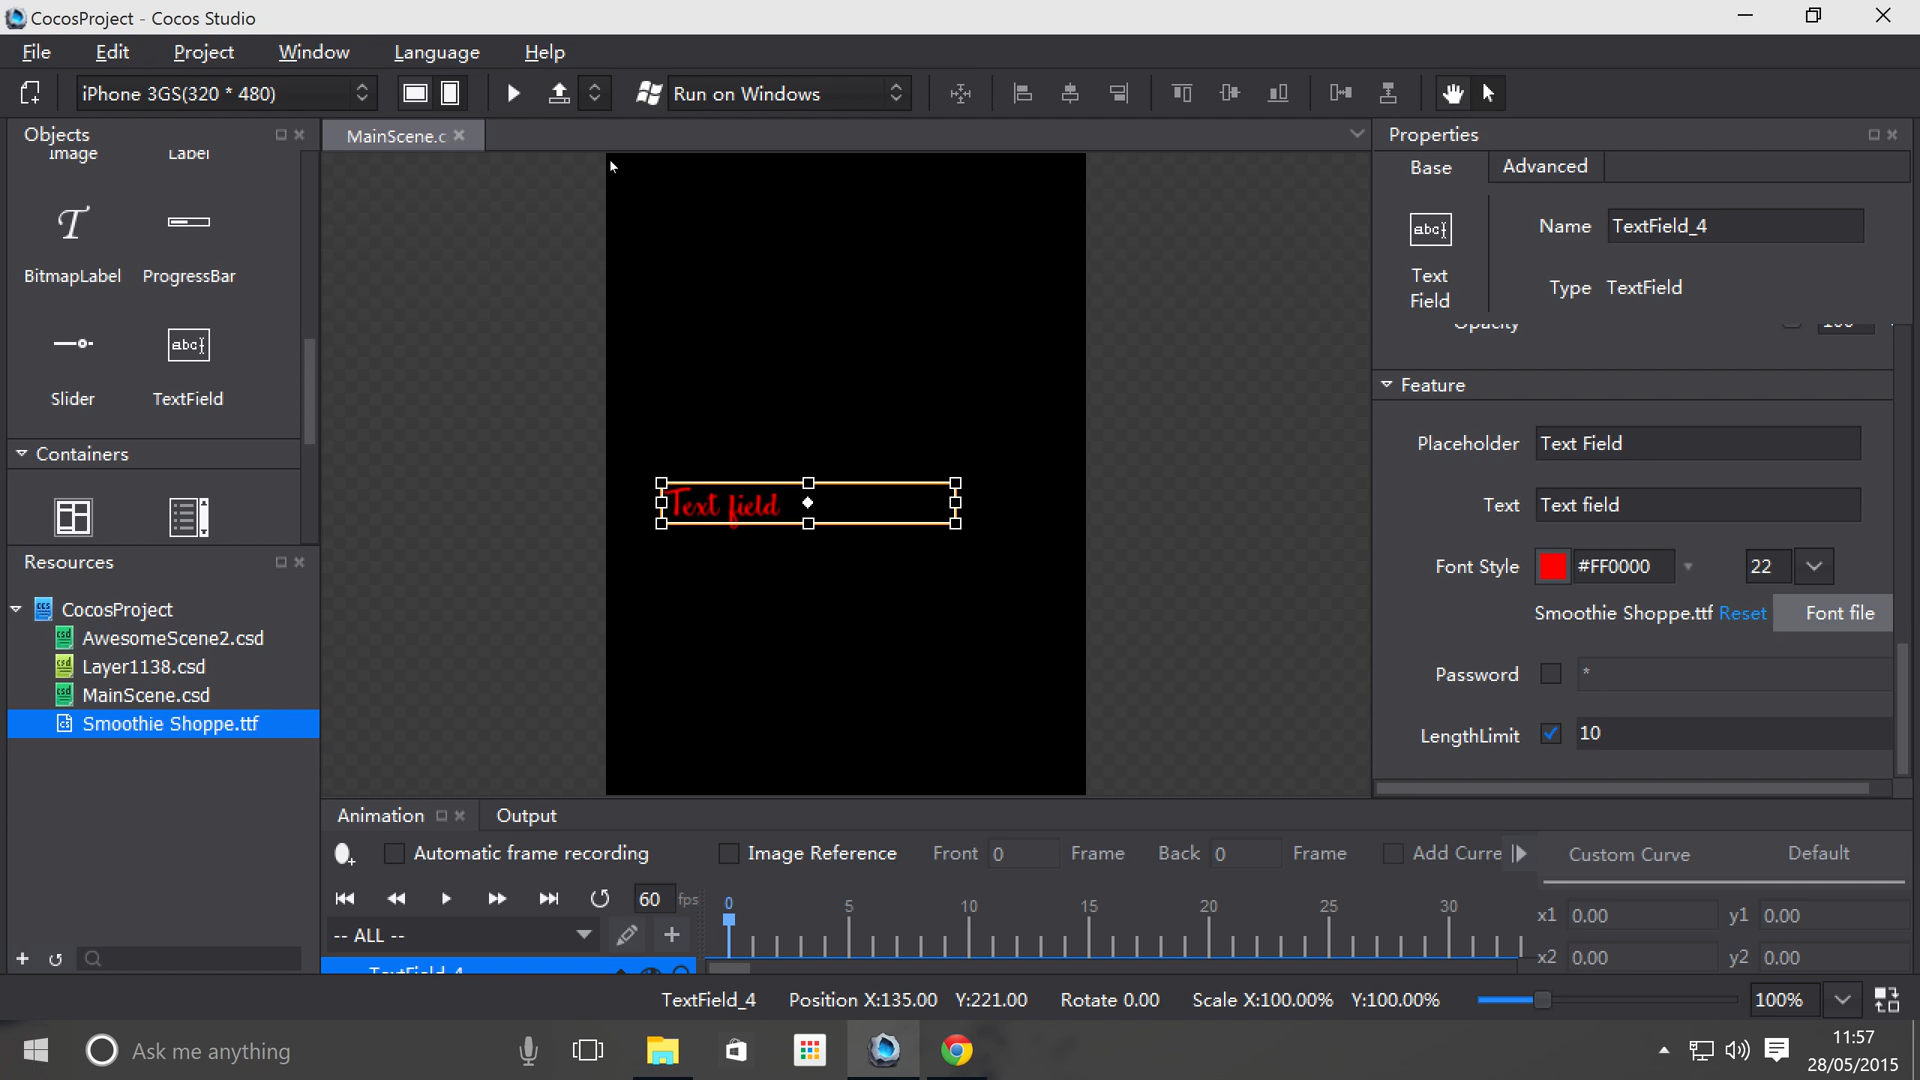 CocosProject - Cocos Studio
File Edit Project Window Language Help
iPhone 3GS(320 * 480)
Run on Windows
Objects
MainScene.c
Properties
Image Label
Base Advanced
abc
Name TextField_4
BitmapLabel ProgressBar
Text
Field
Type TextField
Opacity
abc
Slider TextField
Feature
Placeholder Text Field
Containers
Text field
Text Text field
Resources
Font Style #FF0000 22
CocosProject
Smoothie Shoppe.ttf Reset Font file
AwesomeScene2.csd
Layer1138.csd
Password *
MainScene.csd
Smoothie Shoppe.ttf
LengthLimit 10
Animation Output
Automatic frame recording Image Reference Front 0 Frame Back 0 Frame Add Curre Custom Curve Default
60 fps
0 5 10 15 20 25 30
x1 0.00 y1 0.00
-- ALL --
x2 0.00 y2 0.00
TextField_4
TextField_4 Position X:135.00 Y:221.00 Rotate 0.00 Scale X:100.00% Y:100.00% 100%
Ask me anything
11:57
28/05/2015